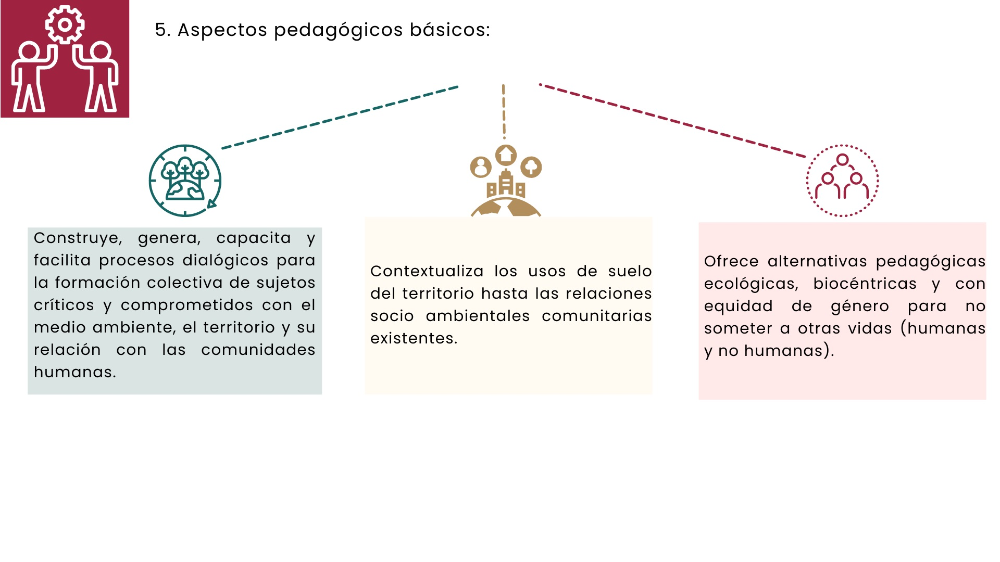 5. Aspectos pedagógicos básicos:
Construye, genera, capacita y
facilita procesos dialógicos para
la formación colectiva de sujetos
críticos y comprometidos con el
medio ambiente, el territorio y su
relación con las comunidades
humanas.
Contextualiza los usos de suelo
del territorio hasta las relaciones
socio ambientales comunitarias
existentes.
Ofrece alternativas pedagógicas
ecológicas, biocéntricas y con
equidad de género para no
someter a otras vidas (humanas
y no humanas).